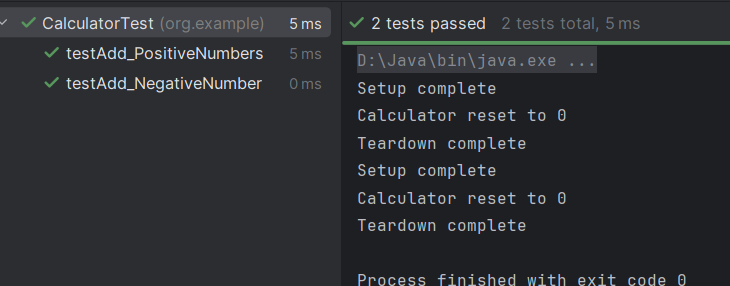 CalculatorTest (org.example) 5 ms
testAdd_PositiveNumbers 5 ms
testAdd_NegativeNumber 0 ms
2 tests passed 2 tests total, 5 ms
D:\Java\bin\java.exe ...
Setup complete
Calculator reset to 0
Teardown complete
Setup complete
Calculator reset to 0
Teardown complete
Process finished with exit code 0